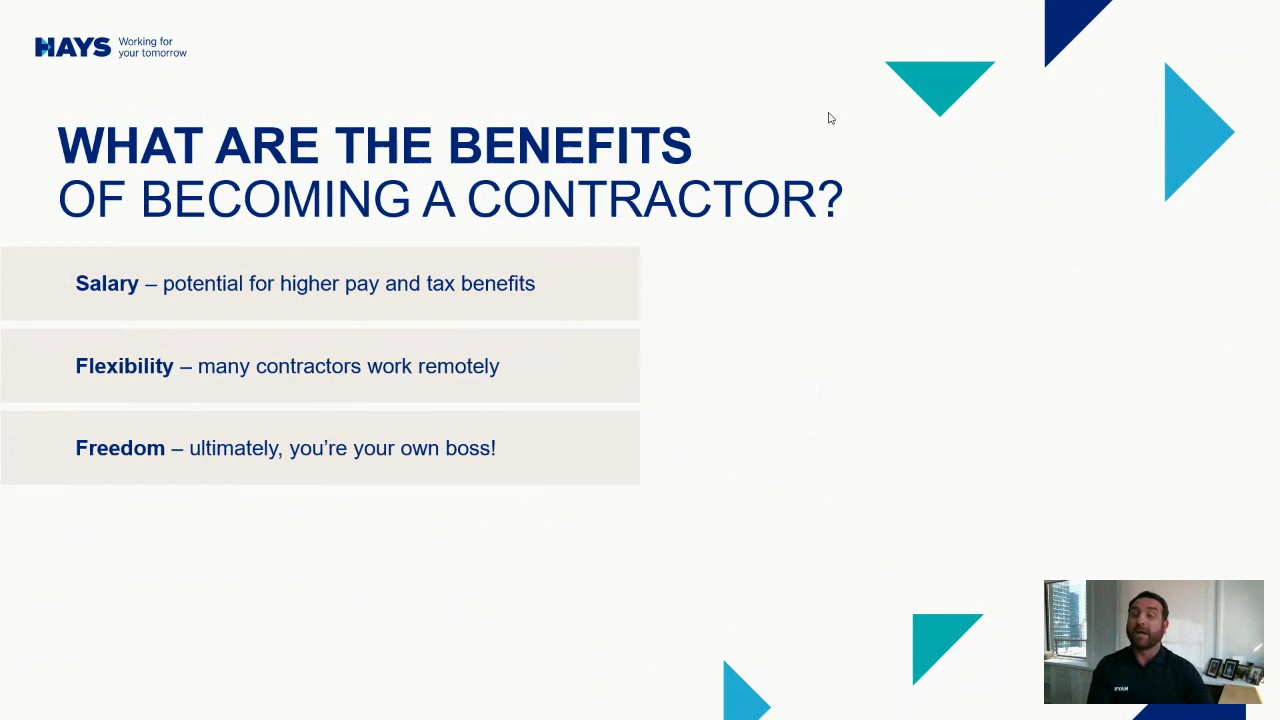 HAYS
Working for
your tomorrow
WHAT ARE THE BENEFITS
OF BECOMING A CONTRACTOR?
Salary – potential for higher pay and tax benefits
Flexibility – many contractors work remotely
Freedom – ultimately, you’re your own boss!
RYAN